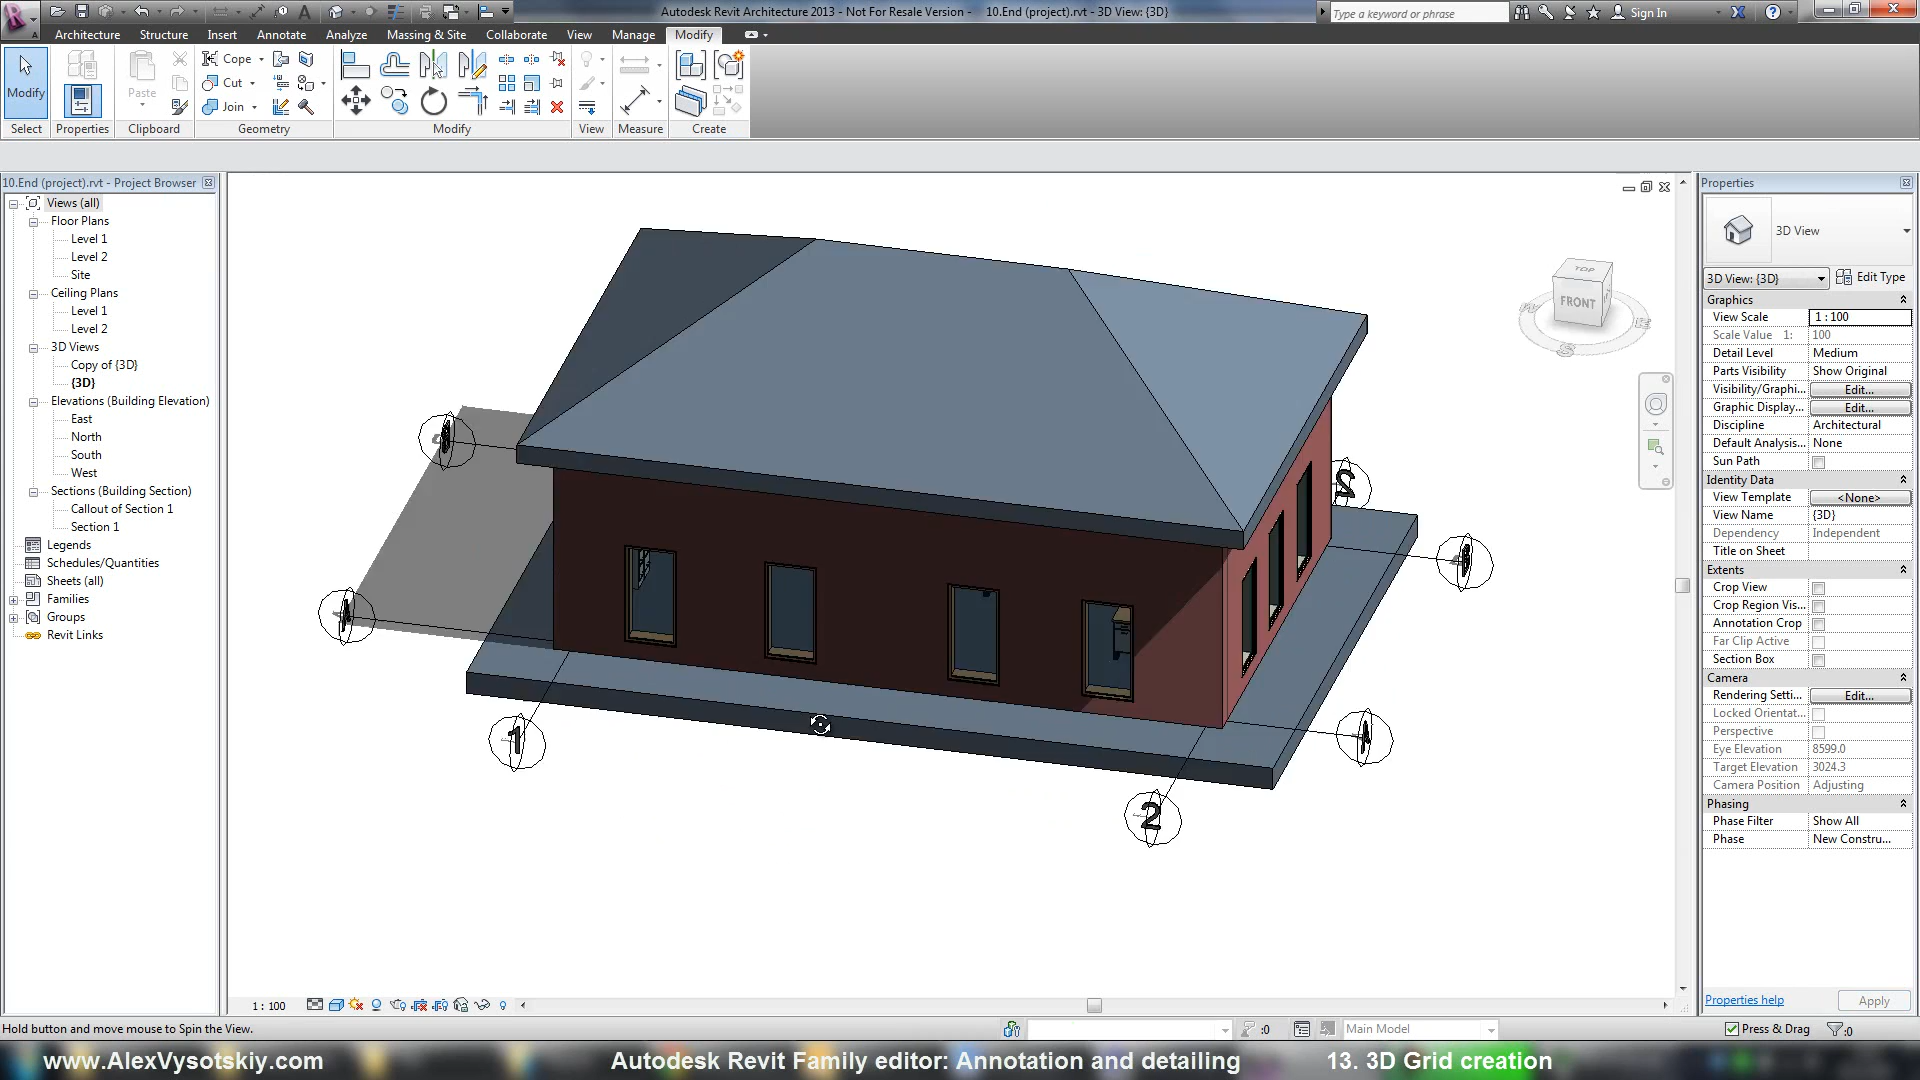 Autodesk Revit Architecture 2013 - Not For Resale Version - 10.End (project).rvt - 3D View: {3D}
Type a keyword or phrase
Sign In
Architecture Structure Insert Annotate Analyze Massing & Site Collaborate View Manage Modify
Modify
Paste
Cope
Cut
Join
Select Properties Clipboard Geometry Modify View Measure Create
10.End (project).rvt - Project Browser
Views (all)
Floor Plans
Level 1
Level 2
Site
Ceiling Plans
Level 1
Level 2
3D Views
Copy of {3D}
{3D}
Elevations (Building Elevation)
East
North
South
West
Sections (Building Section)
Callout of Section 1
Section 1
Legends
Schedules/Quantities
Sheets (all)
Families
Groups
Revit Links
TOP
FRONT
W
S
E
2
1
2
Properties
3D View
3D View: {3D} Edit Type
Graphics
View Scale 1 : 100
Scale Value 1: 100
Detail Level Medium
Parts Visibility Show Original
Visibility/Graphi... Edit...
Graphic Display... Edit...
Discipline Architectural
Default Analysis... None
Sun Path
Identity Data
View Template <None>
View Name {3D}
Dependency Independent
Title on Sheet
Extents
Crop View
Crop Region Vis...
Annotation Crop
Far Clip Active
Section Box
Camera
Rendering Setti... Edit...
Locked Orientat...
Perspective
Eye Elevation 8599.0
Target Elevation 3024.3
Camera Position Adjusting
Phasing
Phase Filter Show All
Phase New Constru...
Properties help Apply
1 : 100
Hold button and move mouse to Spin the View.
:0
Main Model
Press & Drag
:0
www.AlexVysotskiy.com Autodesk Revit Family editor: Annotation and detailing 13. 3D Grid creation